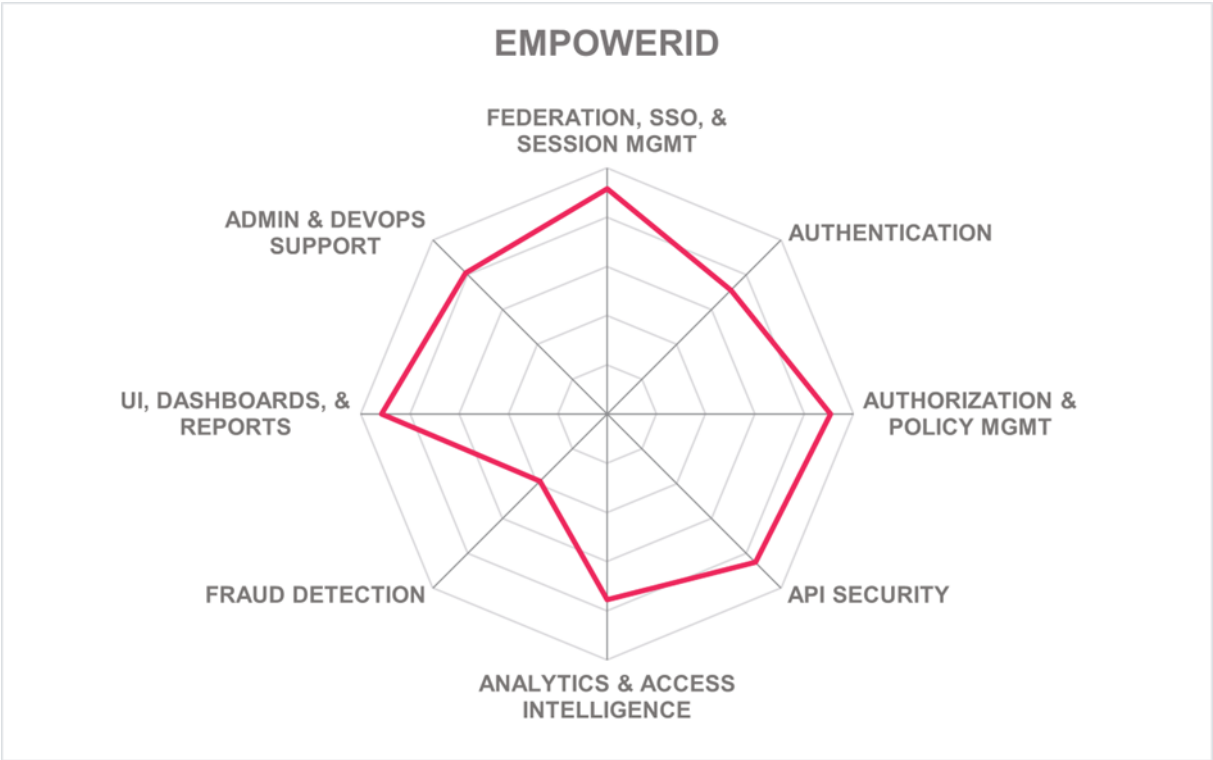 EMPOWERID
FEDERATION, SSO, &
SESSION MGMT
ADMIN & DEVOPS
SUPPORT
AUTHENTICATION
UI, DASHBOARDS, &
REPORTS
AUTHORIZATION &
POLICY MGMT
FRAUD DETECTION
API SECURITY
ANALYTICS & ACCESS
INTELLIGENCE